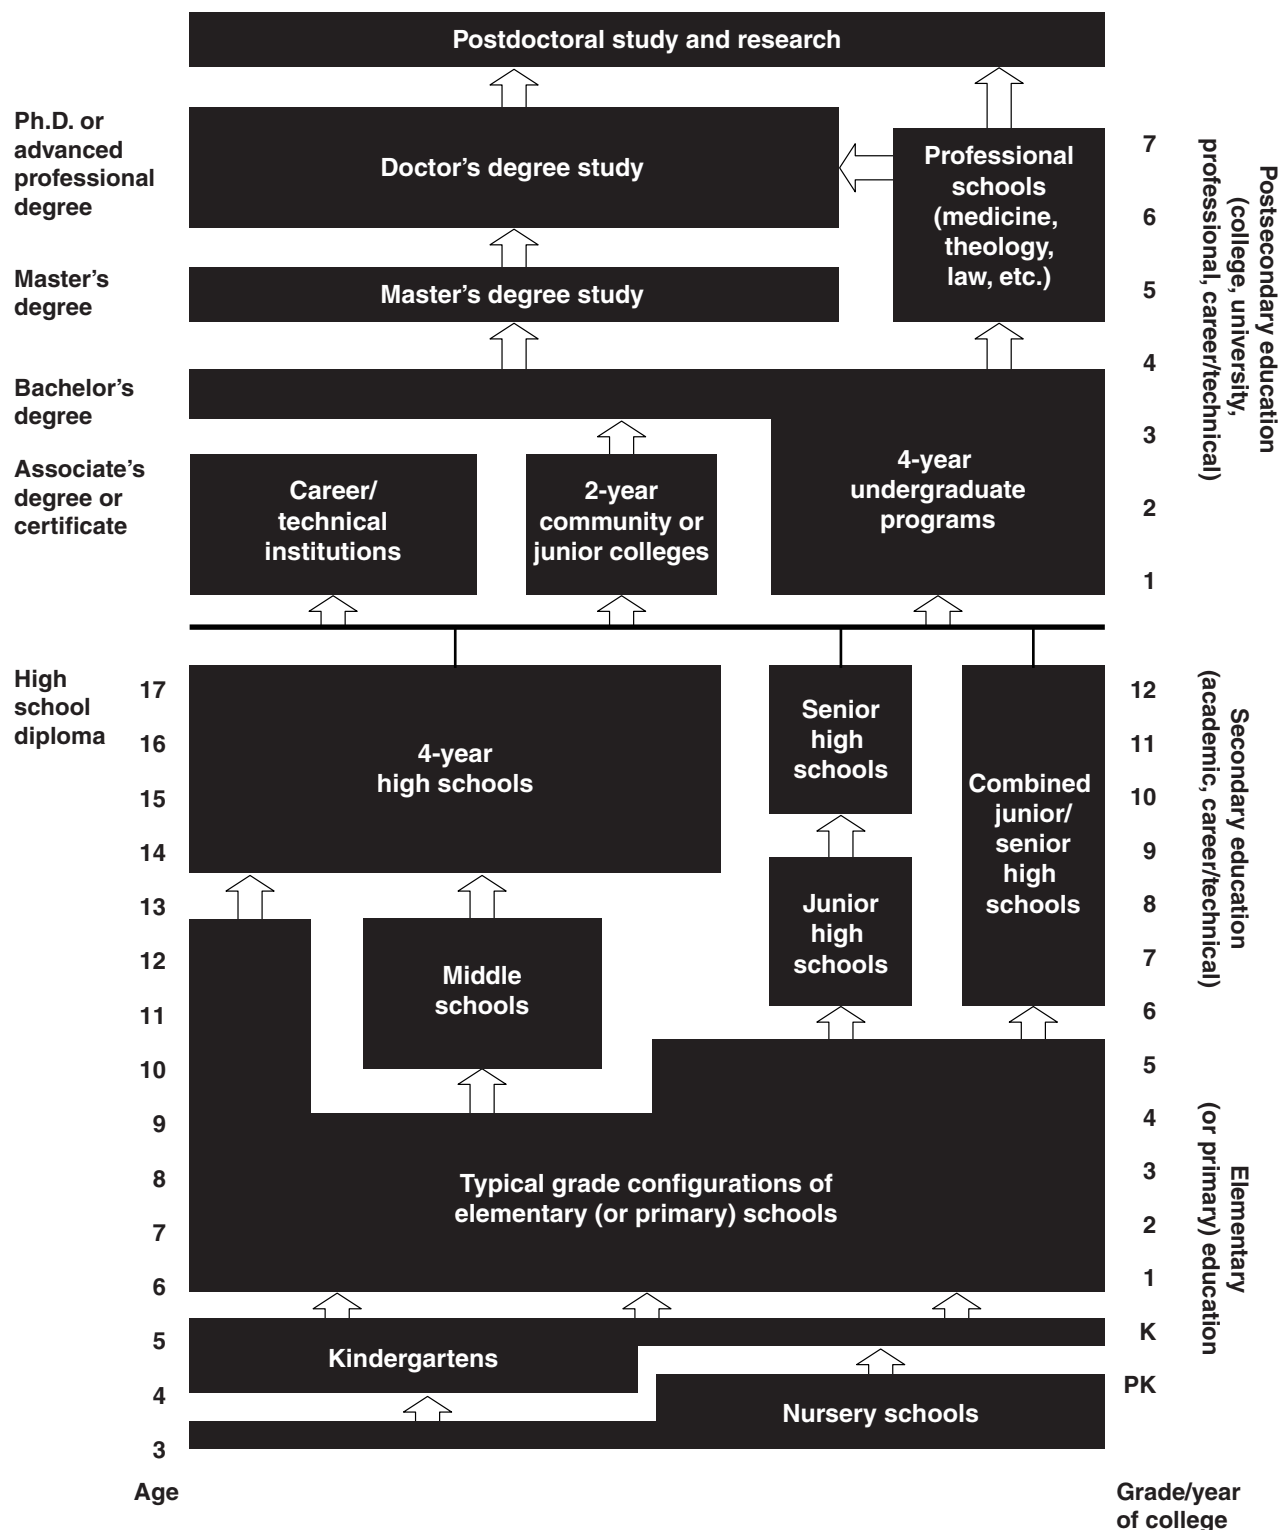 Postdoctoral study and research
Ph.D. or
advanced
professional
degree
Doctor’s degree study
Professional
schools
(medicine,
theology,
law, etc.)
7
6
5
Master’s
degree
Master’s degree study
4
Bachelor’s
degree
3
Associate’s
degree or
certificate
Career/
technical
institutions
2-year
community or
junior colleges
4-year
undergraduate
programs
2
1
Postsecondary education
(college, university,
professional, career/technical)
High
school
diploma
17
16
15
14
13
12
11
10
9
8
7
6
5
4
3
Age
4-year
high schools
Senior
high
schools
Combined
junior/
senior
high
schools
Junior
high
schools
Middle
schools
Typical grade configurations of
elementary (or primary) schools
Kindergartens
Nursery schools
12
11
10
9
8
7
6
5
4
3
2
1
K
PK
Grade/year
of college
Secondary education
(academic, career/technical)
Elementary
(or primary) education